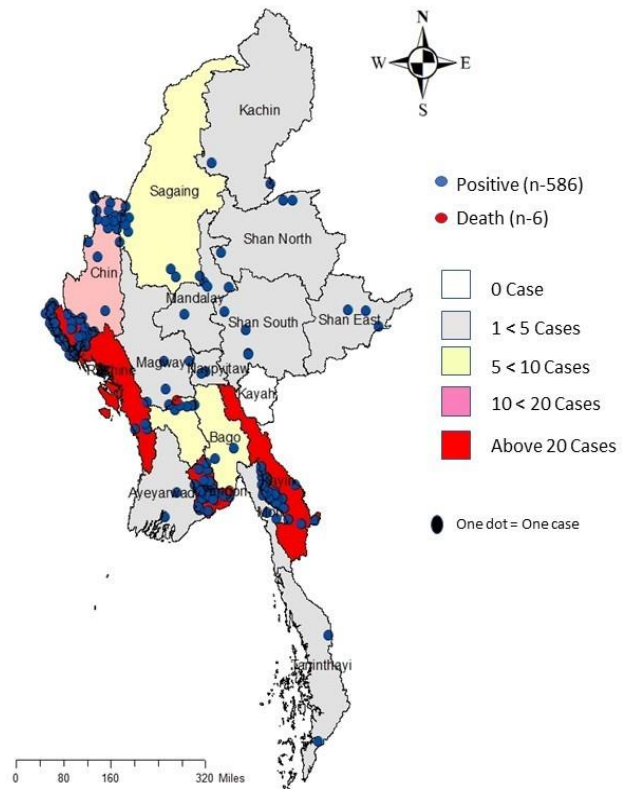 N
W E
S
Kachin
Sagaing
Positive (n-586)
Death (n-6)
Shan North
Chin
0 Case
Mandalay
1 < 5 Cases
Shan South
Shan East
Magway
Naypyitaw
5 < 10 Cases
Kayah
10 < 20 Cases
Bago
Above 20 Cases
One dot = One case
0 40 80 160 240 320 Miles